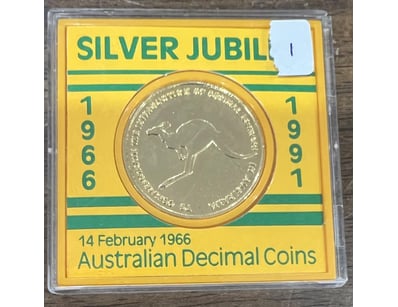 SILVER JUBIL
1
1966
1991
14 February 1966
Australian Decimal Coins